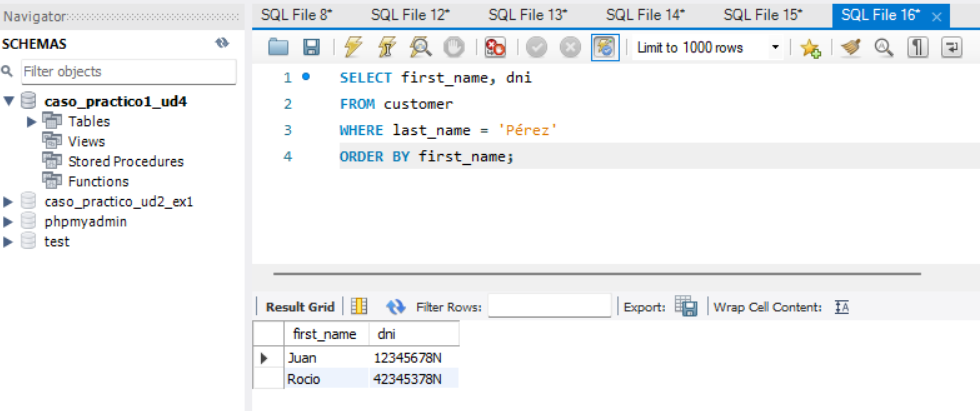 Navigator
SCHEMAS
Filter objects
caso_practico1_ud4
Tables
Views
Stored Procedures
Functions
caso_practico_ud2_ex1
phpmyadmin
test
SQL File 8* SQL File 12* SQL File 13* SQL File 14* SQL File 15* SQL File 16* ×
Limit to 1000 rows
1 SELECT first_name, dni
2 FROM customer
3 WHERE last_name = 'Pérez'
4 ORDER BY first_name;
Result Grid Filter Rows: Export: Wrap Cell Content: IA
first_name dni
Juan 12345678N
Rocio 42345378N